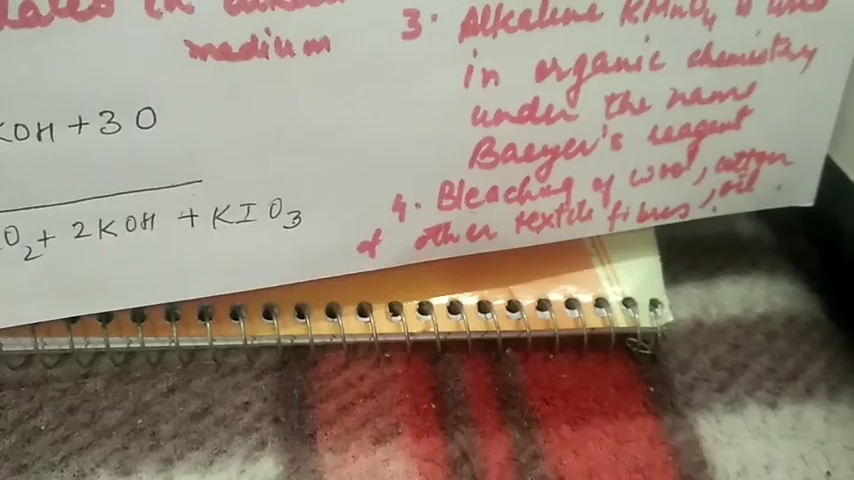 in
medium
KOH + 3 O
O2 + 2KOH + KIO3
3. Alkaline KMnO4 is used
in organic chemistry
under the name
Baeyer's reagent
4. Bleaching of wool, cotton
of other textile fibres, oil.